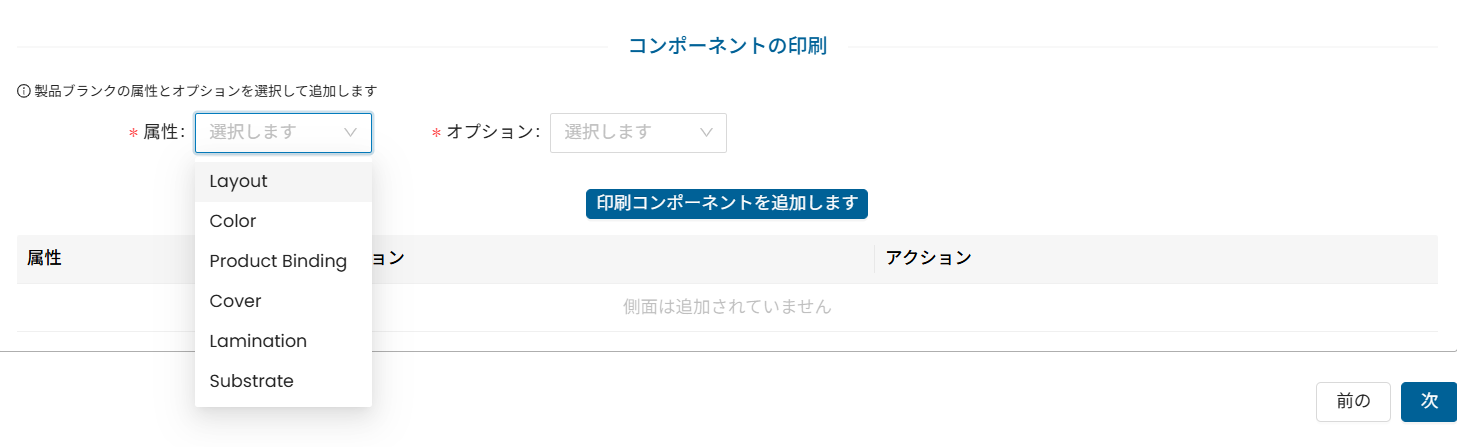 コンポーネントの印刷
製品ブランクの属性とオプションを選択して追加します
* 属性: 選択します * オプション: 選択します
Layout
Color
Product Binding
Cover
Lamination
Substrate
印刷コンポーネントを追加します
属性 ョン アクション
側面は追加されていません
前の 次